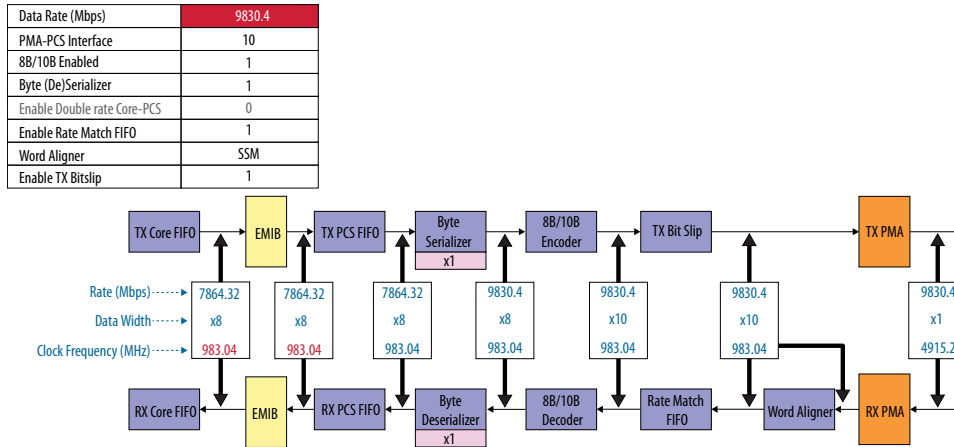 Data Rate (Mbps) 9830.4
PMA-PCS Interface 10
8B/10B Enabled 1
Byte (De)Serializer 1
Enable Double rate Core-PCS 0
Enable Rate Match FIFO 1
Word Aligner SSM
Enable TX Bitslip 1
TX Core FIFO EMIB TX PCS FIFO Byte Serializer x1 8B/10B Encoder TX Bit Slip TX PMA
Rate (Mbps) 7864.32 7864.32 7864.32 9830.4 9830.4 9830.4 9830.4
Data Width x8 x8 x8 x8 x10 x10 x1
Clock Frequency (MHz) 983.04 983.04 983.04 983.04 983.04 983.04 4915.2
RX Core FIFO EMIB RX PCS FIFO Byte Deserializer x1 8B/10B Decoder Rate Match FIFO Word Aligner RX PMA